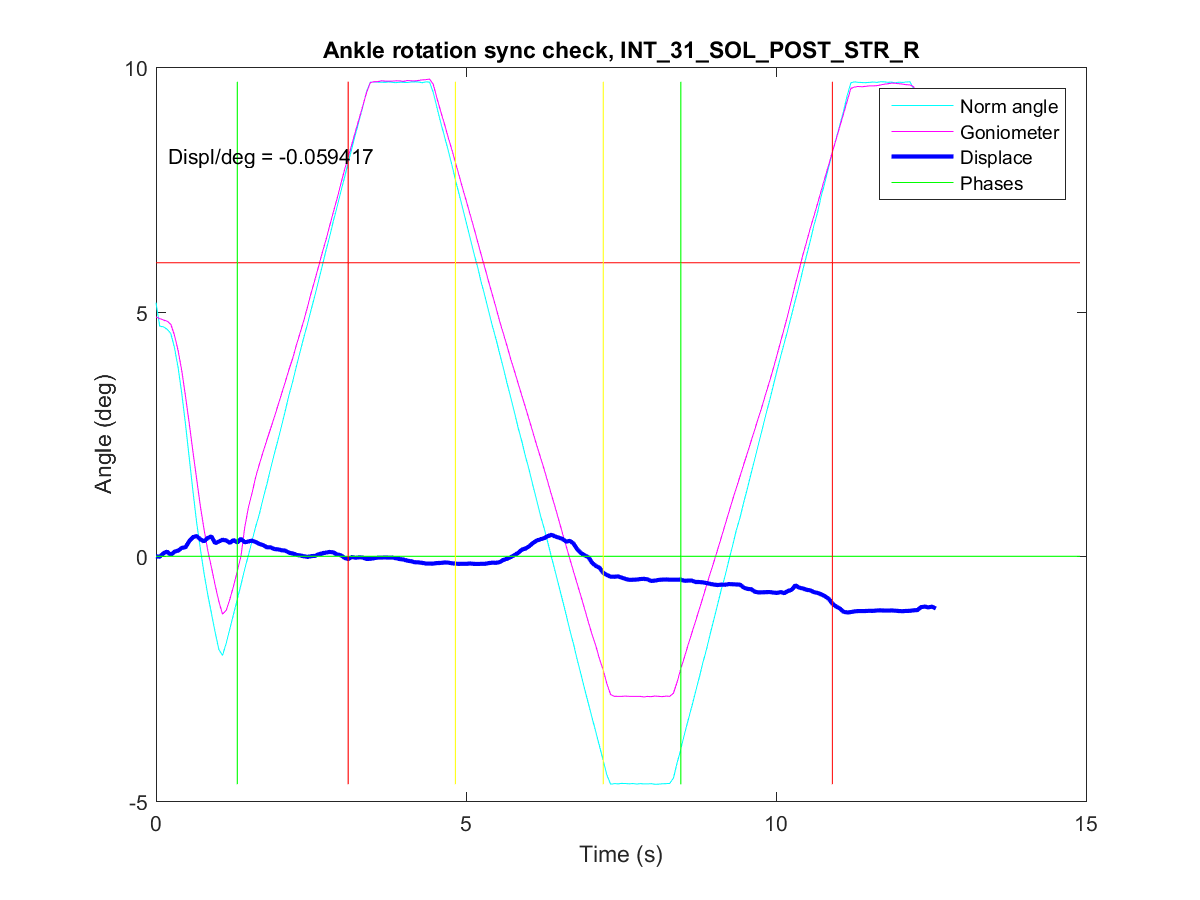 Ankle rotation sync check, INT_31_SOL_POST_STR_R
10
5
0
-5
Angle (deg)
Displ/deg = -0.059417
Norm angle
Goniometer
Displace
Phases
0
5
10
15
Time (s)